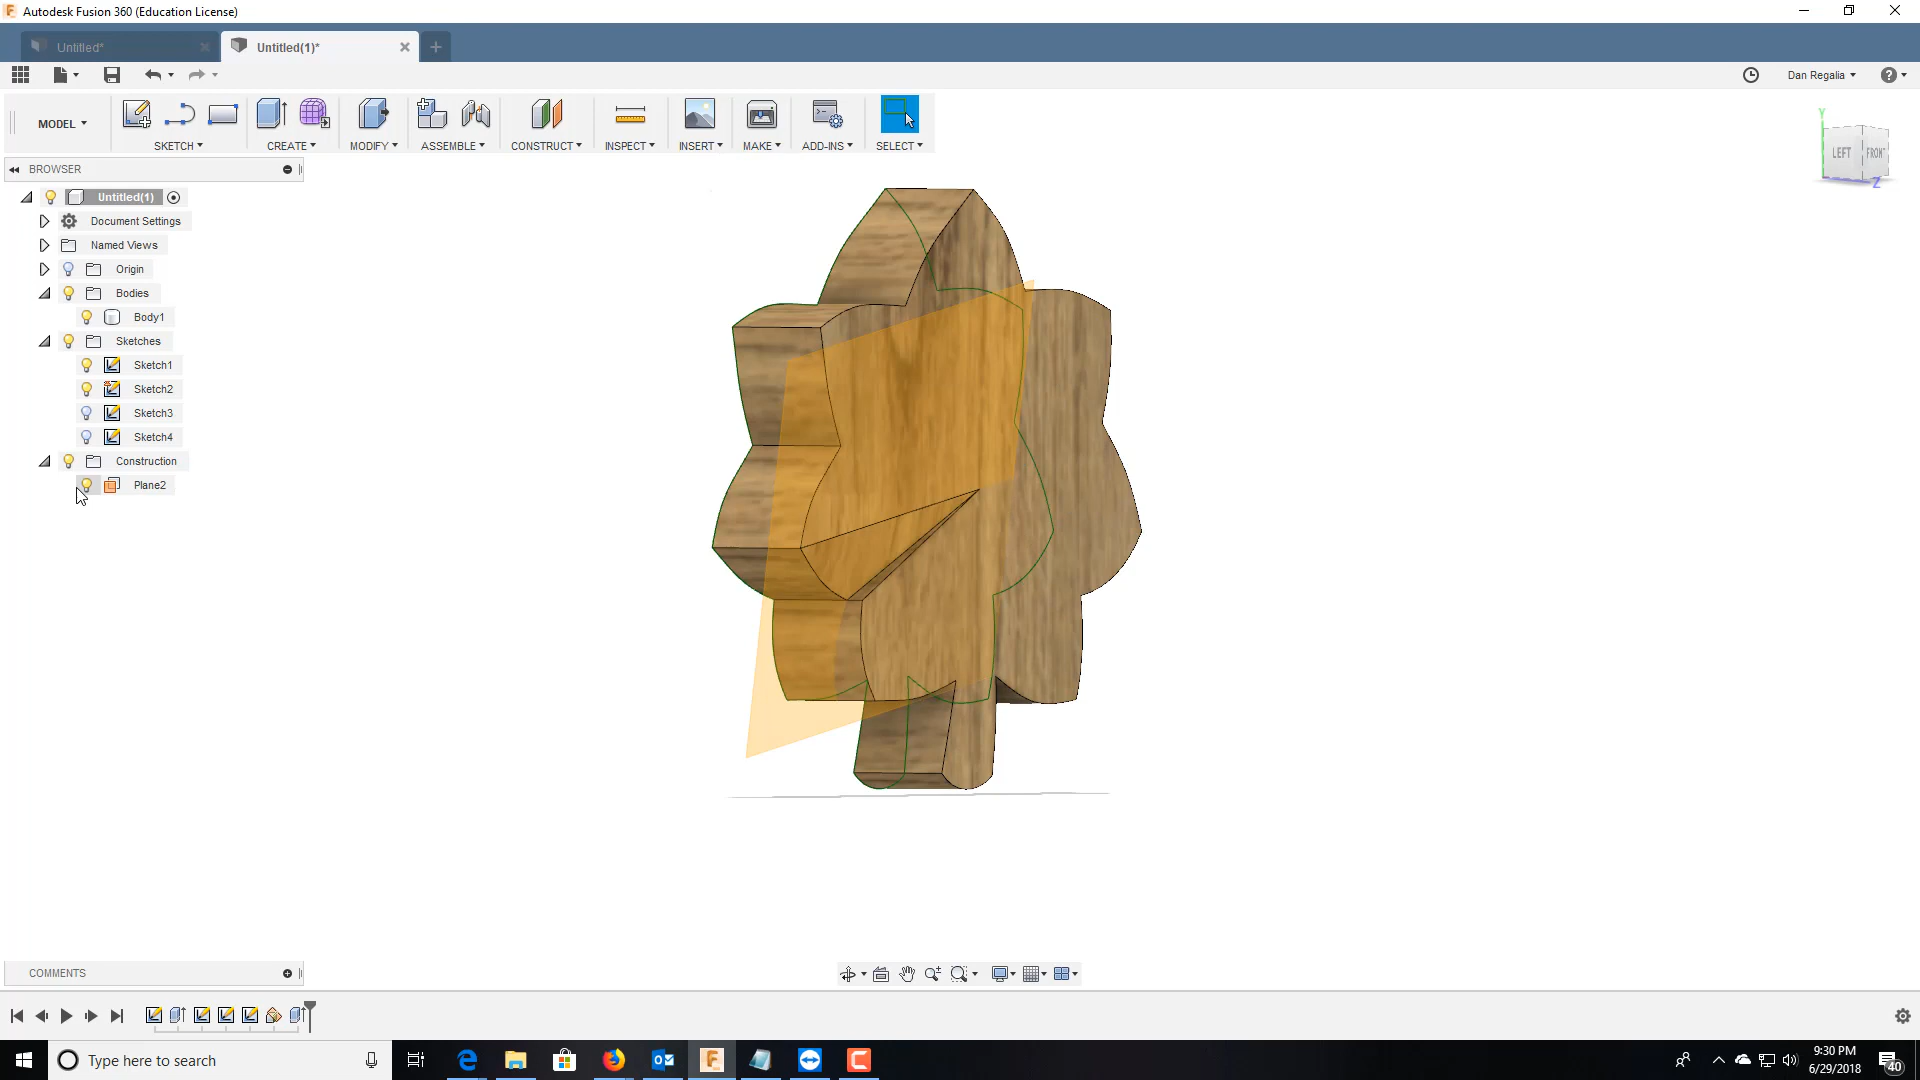 Autodesk Fusion 360 (Education License)
Untitled*
Untitled(1)*
Dan Regalia
MODEL
SKETCH
CREATE
MODIFY
ASSEMBLE
CONSTRUCT
INSPECT
INSERT
MAKE
ADD-INS
SELECT
Y
LEFT
FRONT
Z
BROWSER
Untitled(1)
Document Settings
Named Views
Origin
Bodies
Body1
Sketches
Sketch1
Sketch2
Sketch3
Sketch4
Construction
Plane2
COMMENTS
Type here to search
9:30 PM
6/29/2018
40